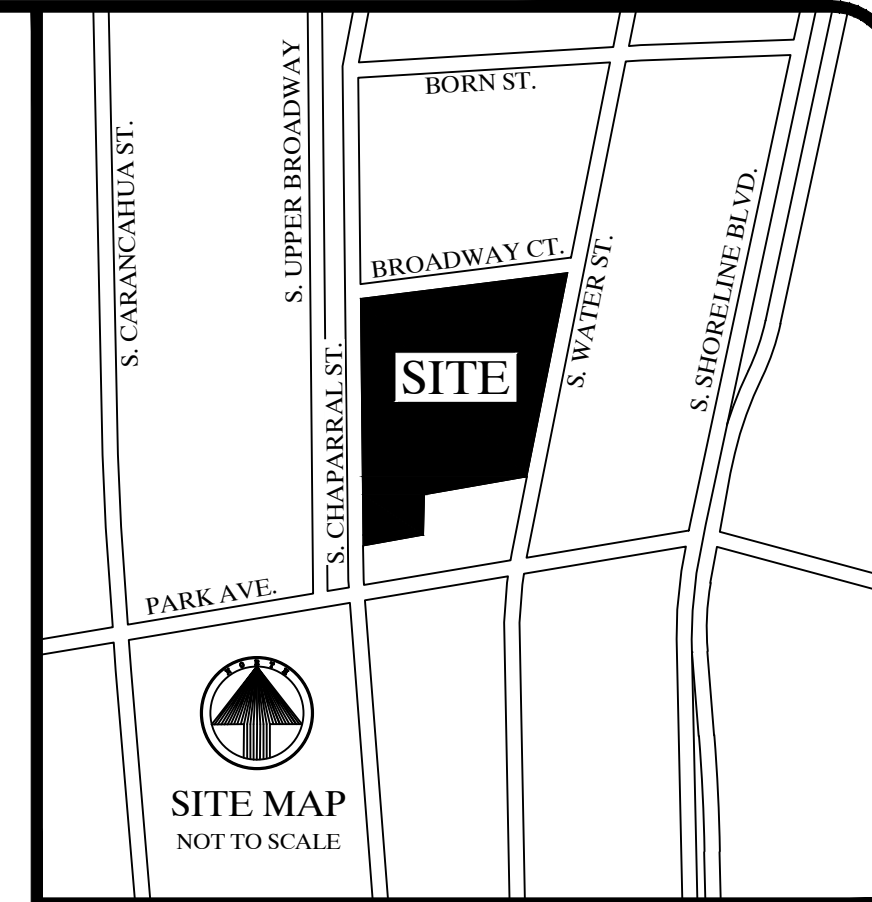 BORN ST.
S. UPPER BROADWAY
S. CARANCAHUA ST.
BROADWAY CT.
S. SHORELINE BLVD.
S. WATER ST.
SITE
S. CHAPARRAL ST.
PARK AVE.
NORTH
SITE MAP
NOT TO SCALE